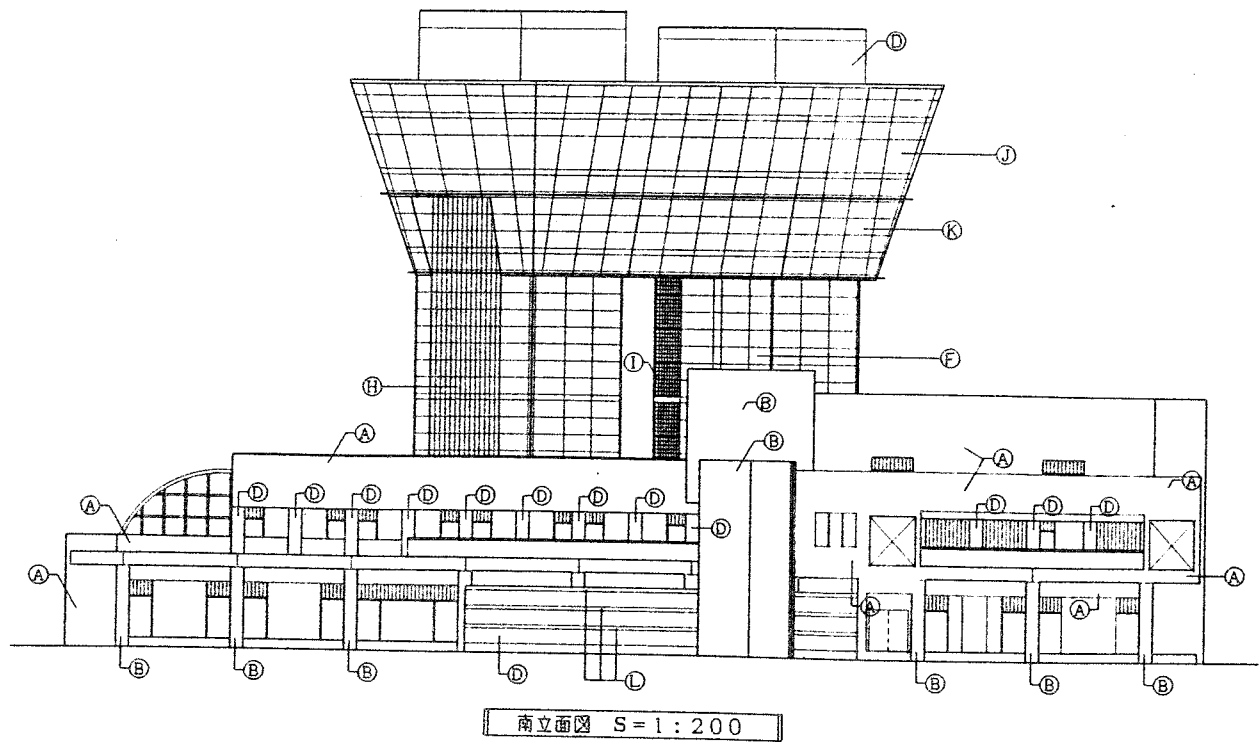 Ⓓ
Ⓙ
Ⓚ
Ⓘ Ⓕ
Ⓗ
Ⓑ
Ⓐ Ⓑ Ⓐ Ⓐ
Ⓓ Ⓓ Ⓓ Ⓓ Ⓓ Ⓓ Ⓓ Ⓓ Ⓓ Ⓓ Ⓓ
Ⓐ Ⓓ
Ⓐ Ⓐ Ⓐ Ⓐ
Ⓑ Ⓑ Ⓑ Ⓓ Ⓛ Ⓑ Ⓑ Ⓑ
南立面図 S=1:200